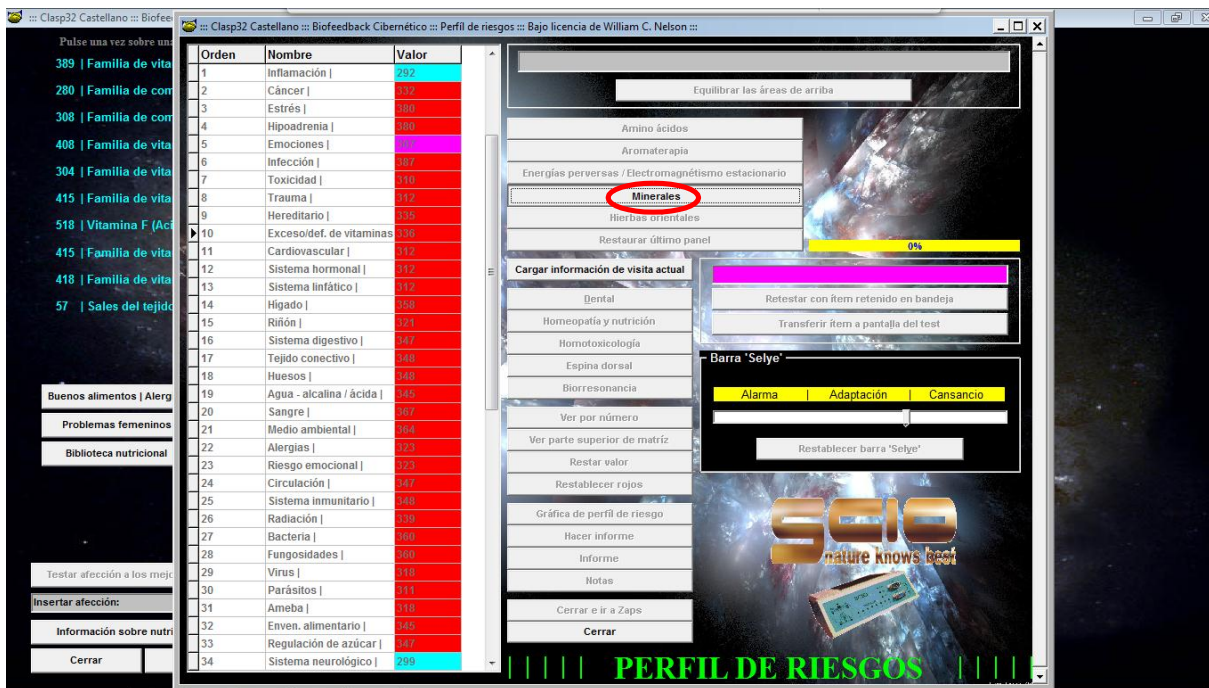 ::: Clasp32 Castellano ::: Biofee
Pulse una vez sobre una
389 | Familia de vita
280 | Familia de com
308 | Familia de com
408 | Familia de vita
304 | Familia de vita
415 | Familia de vita
518 | Vitamina F (Aci
415 | Familia de vita
418 | Familia de vita
57 | Sales del tejido
Buenos alimentos | Alerg
Problemas femeninos
Biblioteca nutricional
Testar afección a los mejo
Insertar afección:
Información sobre nutri
Cerrar
::: Clasp32 Castellano ::: Biofeedback Cibernético ::: Perfíl de riesgos ::: Bajo licencia de William C. Nelson :::
Orden Nombre Valor
1 Inflamación | 292
2 Cáncer | 332
3 Estrés | 380
4 Hipoadrenia | 380
5 Emociones |
6 Infección | 387
7 Toxicidad | 310
8 Trauma | 312
9 Hereditario | 335
10 Exceso/def. de vitaminas 336
11 Cardiovascular | 312
12 Sistema hormonal | 312
13 Sistema linfático | 312
14 Hígado | 358
15 Riñón | 321
16 Sistema digestivo | 347
17 Tejido conectivo | 348
18 Huesos | 348
19 Agua - alcalina / ácida | 345
20 Sangre | 367
21 Medio ambiental | 364
22 Alergias | 323
23 Riesgo emocional | 323
24 Circulación | 347
25 Sistema inmunitario | 348
26 Radiación | 339
27 Bacteria | 360
28 Fungosidades | 360
29 Virus | 318
30 Parásitos | 311
31 Ameba | 318
32 Enven. alimentario | 345
33 Regulación de azúcar | 347
34 Sistema neurológico | 299
Equilibrar las áreas de arriba
Amino ácidos
Aromaterapia
Energías perversas / Electromagnétismo estacionario
Minerales
Hierbas orientales
Restaurar último panel
0%
Cargar información de visita actual
Dental
Homeopatía y nutrición
Homotoxicología
Espina dorsal
Biorresonancia
Ver por número
Ver parte superior de matríz
Restar valor
Restablecer rojos
Gráfica de perfíl de riesgo
Hacer informe
Informe
Notas
Cerrar e ir a Zaps
Cerrar
Retestar con ítem retenido en bandeja
Transferir ítem a pantalla del test
Barra 'Selye'
Alarma | Adaptación | Cansancio
Restablecer barra 'Selye'
SCIO
nature knows best
| | | | | PERFIL DE RIESGOS | | | |